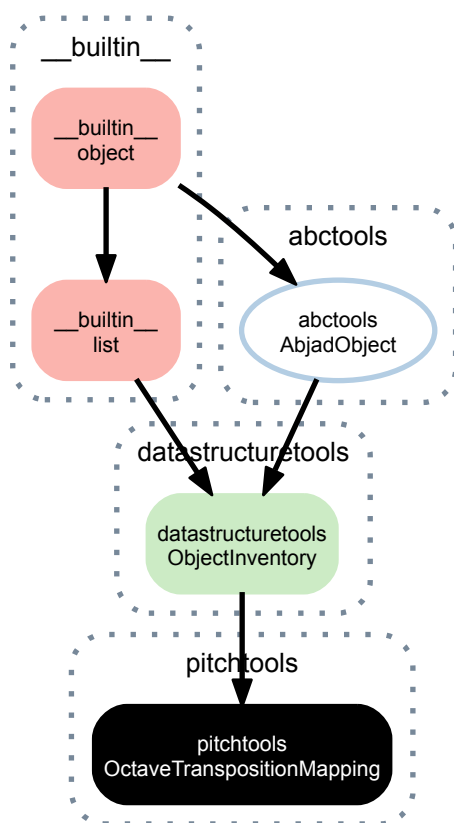 __builtin__
__builtin__
object
abctools
__builtin__
list
abctools
AbjadObject
datastructuretools
datastructuretools
ObjectInventory
pitchtools
pitchtools
OctaveTranspositionMapping